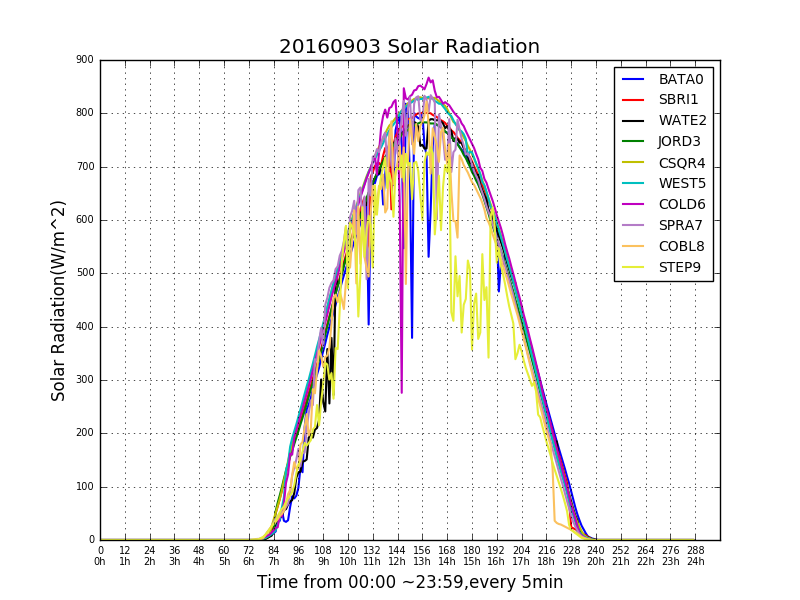 20160903 Solar Radiation
Solar Radiation(W/m^2)
900
800
700
600
500
400
300
200
100
0
BATA0
SBRI1
WATE2
JORD3
CSQR4
WEST5
COLD6
SPRA7
COBL8
STEP9
0 12 24 36 48 60 72 84 96 108 120 132 144 156 168 180 192 204 216 228 240 252 264 276 288
0h 1h 2h 3h 4h 5h 6h 7h 8h 9h 10h 11h 12h 13h 14h 15h 16h 17h 18h 19h 20h 21h 22h 23h 24h
Time from 00:00 ~23:59,every 5min